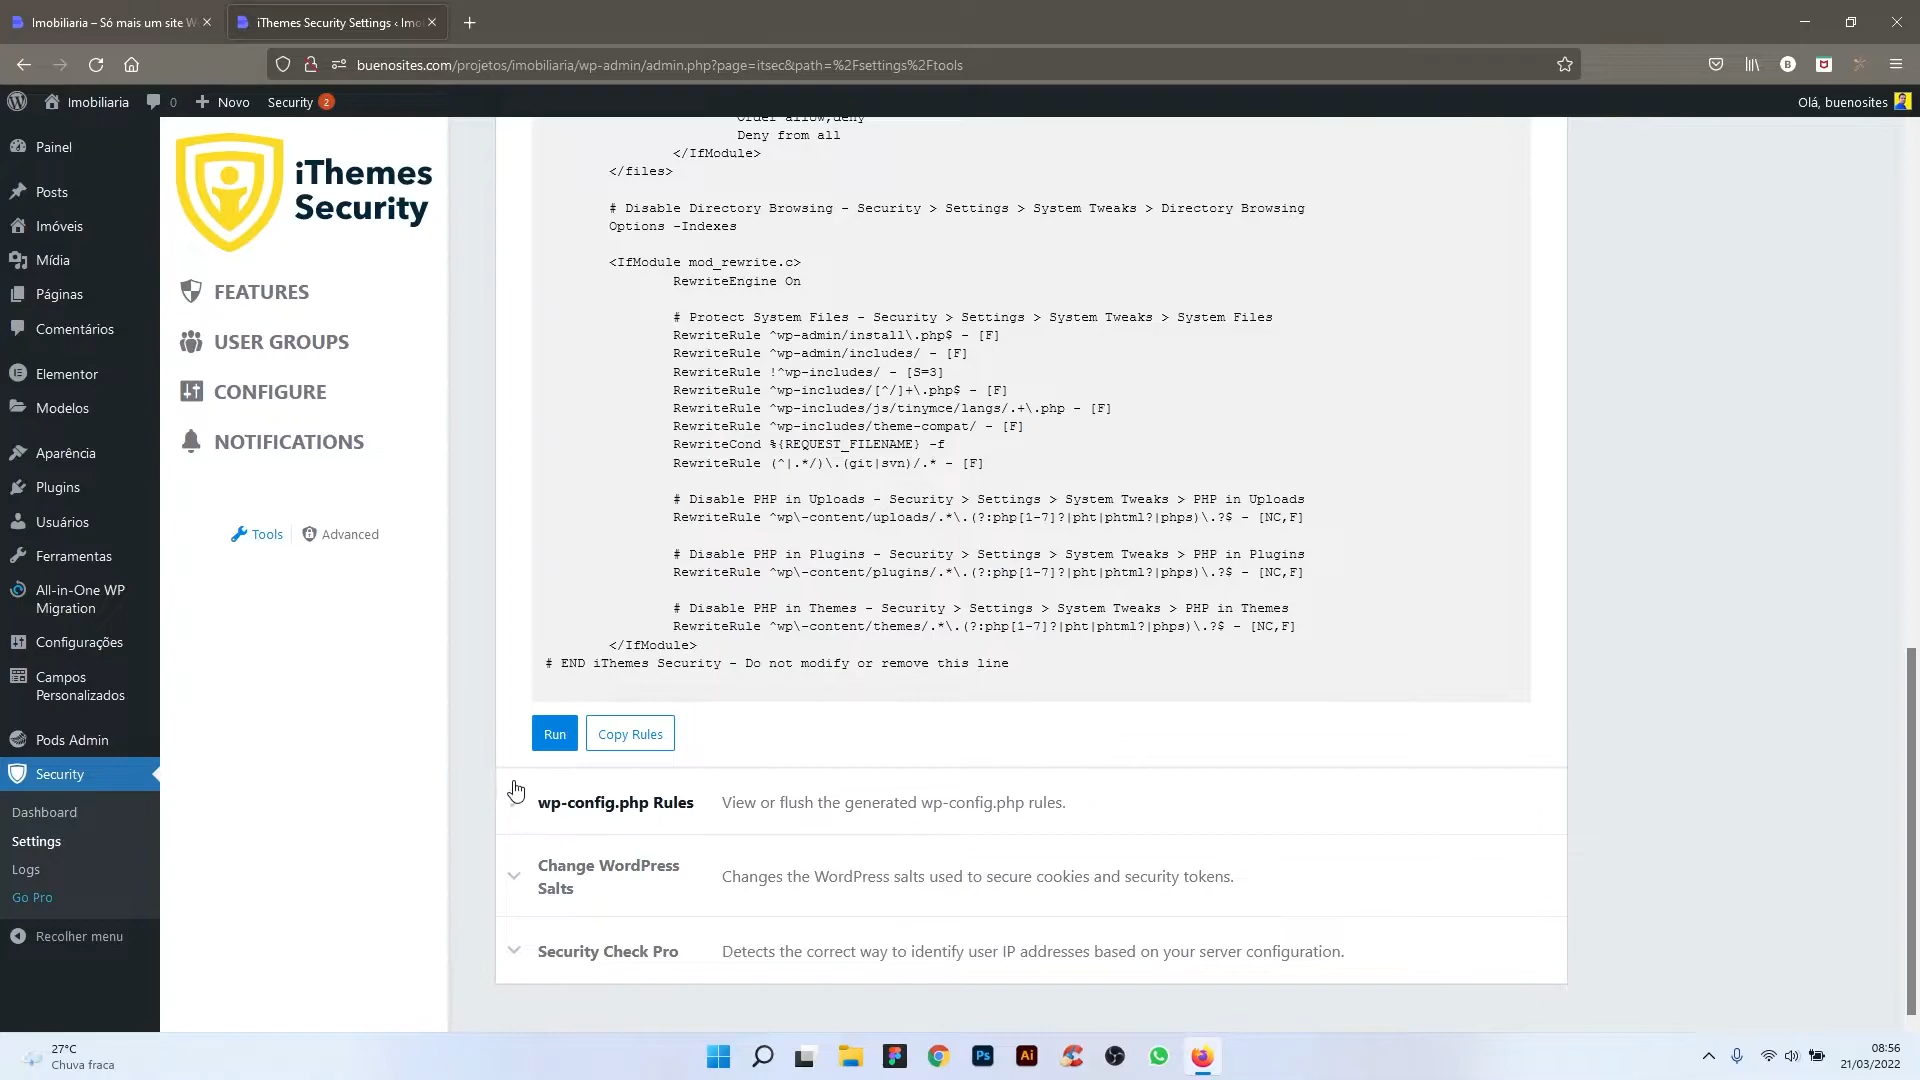 Imobiliaria – Só mais um site W
iThemes Security Settings ‹ Imo
buenosites.com/projetos/imobiliaria/wp-admin/admin.php?page=itsec&path=%2Fsettings%2Ftools
Imobiliaria
0
Novo
Security 2
Olá, buenosites
Painel
Posts
Imóveis
Mídia
Páginas
Comentários
Elementor
Modelos
Aparência
Plugins
Usuários
Ferramentas
All-in-One WP
Migration
Configurações
Campos
Personalizados
Pods Admin
Security
Dashboard
Settings
Logs
Go Pro
Recolher menu
iThemes
Security
FEATURES
USER GROUPS
CONFIGURE
NOTIFICATIONS
Tools
Advanced
Order allow,deny
Deny from all
</IfModule>
</files>
# Disable Directory Browsing - Security > Settings > System Tweaks > Directory Browsing
Options -Indexes
<IfModule mod_rewrite.c>
RewriteEngine On
# Protect System Files - Security > Settings > System Tweaks > System Files
RewriteRule ^wp-admin/install\.php$ - [F]
RewriteRule ^wp-admin/includes/ - [F]
RewriteRule !^wp-includes/ - [S=3]
RewriteRule ^wp-includes/[^/]+\.php$ - [F]
RewriteRule ^wp-includes/js/tinymce/langs/.+\.php - [F]
RewriteRule ^wp-includes/theme-compat/ - [F]
RewriteCond %{REQUEST_FILENAME} -f
RewriteRule (^|.*/)\.(git|svn)/.* - [F]
# Disable PHP in Uploads - Security > Settings > System Tweaks > PHP in Uploads
RewriteRule ^wp\-content/uploads/.*\.(?:php[1-7]?|pht|phtml?|phps)\.?$ - [NC,F]
# Disable PHP in Plugins - Security > Settings > System Tweaks > PHP in Plugins
RewriteRule ^wp\-content/plugins/.*\.(?:php[1-7]?|pht|phtml?|phps)\.?$ - [NC,F]
# Disable PHP in Themes - Security > Settings > System Tweaks > PHP in Themes
RewriteRule ^wp\-content/themes/.*\.(?:php[1-7]?|pht|phtml?|phps)\.?$ - [NC,F]
</IfModule>
# END iThemes Security - Do not modify or remove this line
Run
Copy Rules
wp-config.php Rules
View or flush the generated wp-config.php rules.
Change WordPress
Salts
Changes the WordPress salts used to secure cookies and security tokens.
Security Check Pro
Detects the correct way to identify user IP addresses based on your server configuration.
27°C
Chuva fraca
Ps
Ai
08:56
21/03/2022